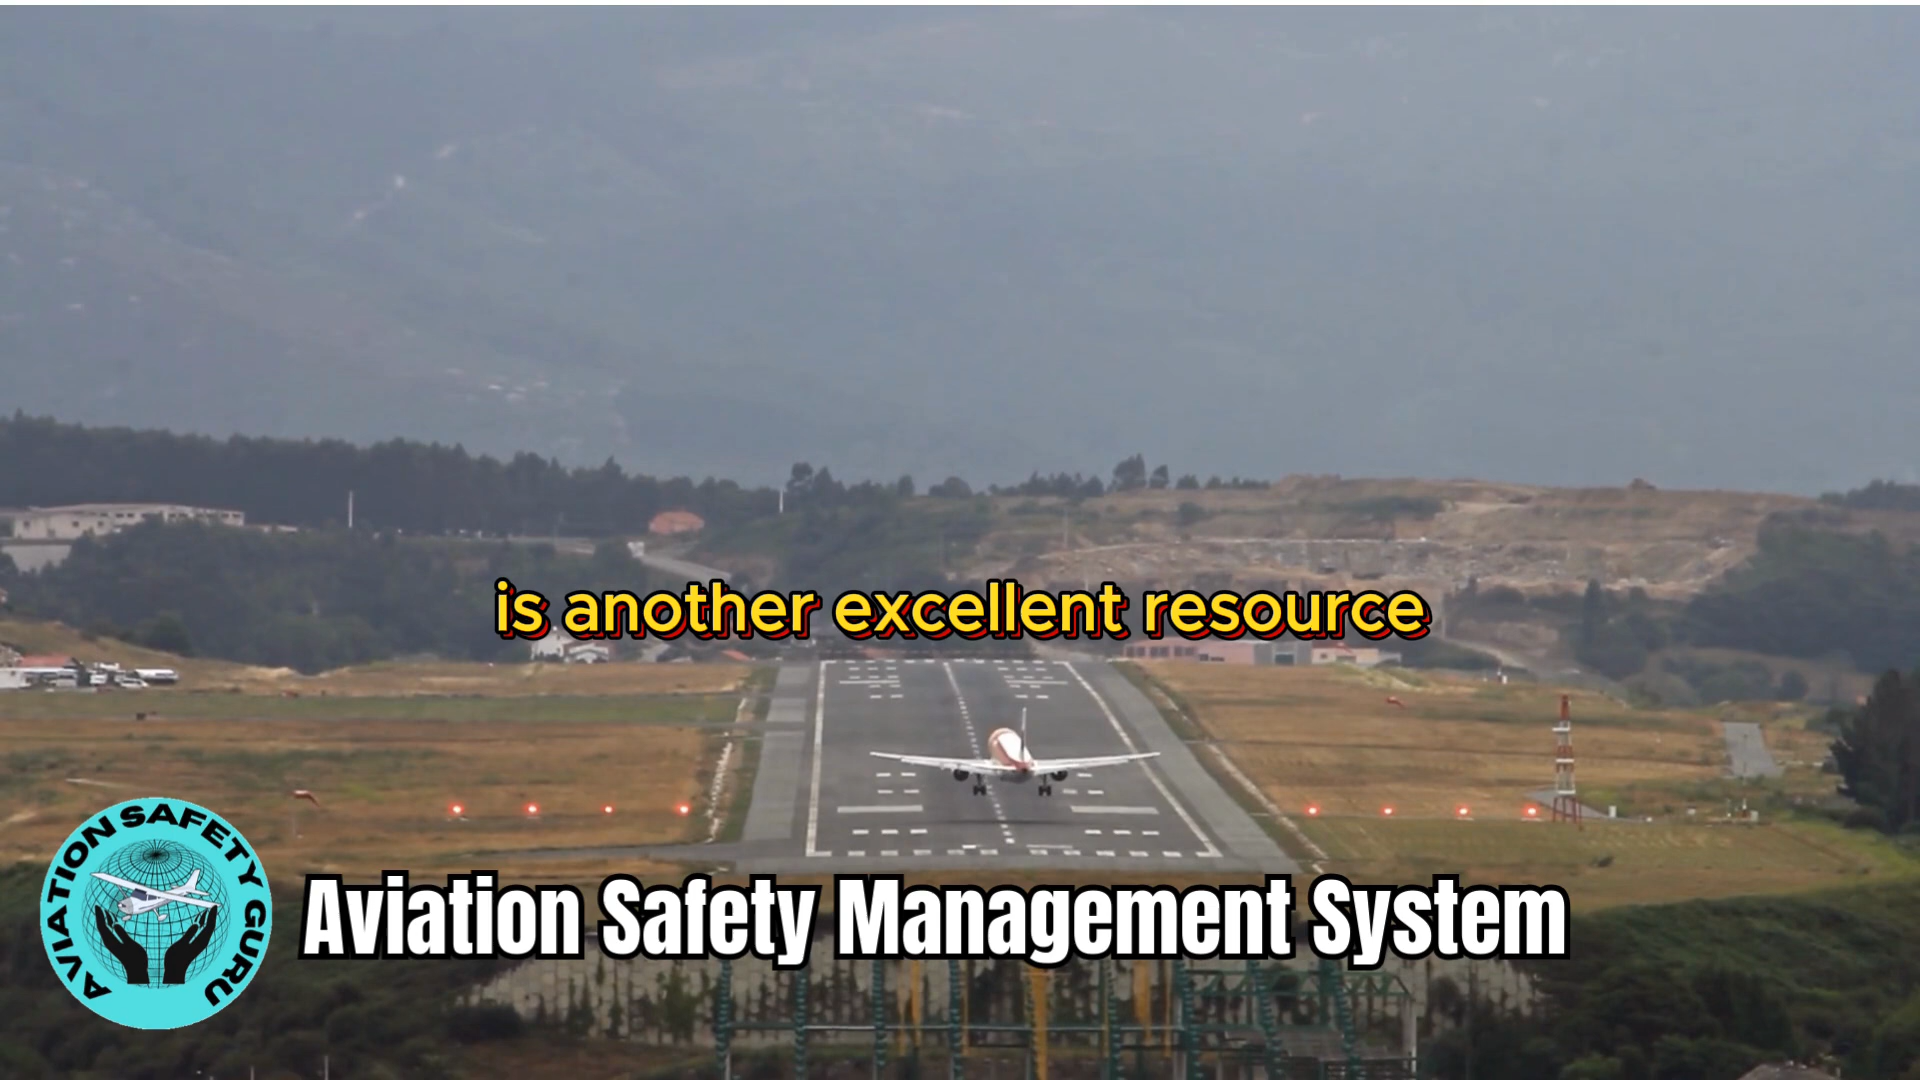 is another excellent resource
AVIATION SAFETY GURU
Aviation Safety Management System